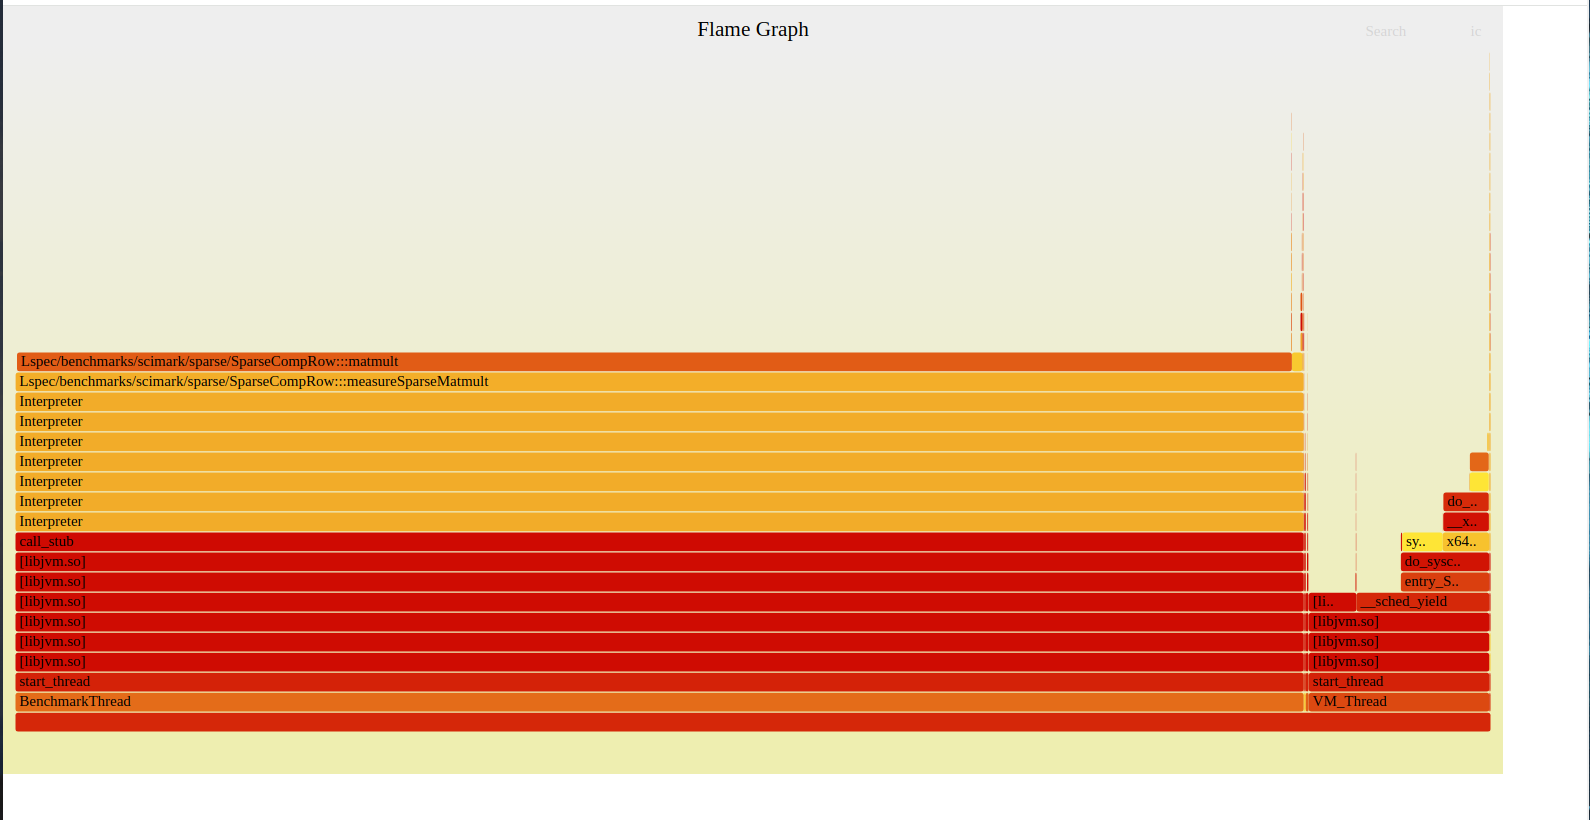 Flame Graph
Search
ic
Lspec/benchmarks/scimark/sparse/SparseCompRow:::matmult
Lspec/benchmarks/scimark/sparse/SparseCompRow:::measureSparseMatmult
Interpreter
Interpreter
Interpreter
Interpreter
Interpreter
Interpreter do_..
Interpreter __x..
call_stub sy.. x64..
[libjvm.so] do_sysc..
[libjvm.so] entry_S..
[libjvm.so] [li.. __sched_yield
[libjvm.so] [libjvm.so]
[libjvm.so] [libjvm.so]
[libjvm.so] [libjvm.so]
start_thread start_thread
BenchmarkThread VM_Thread